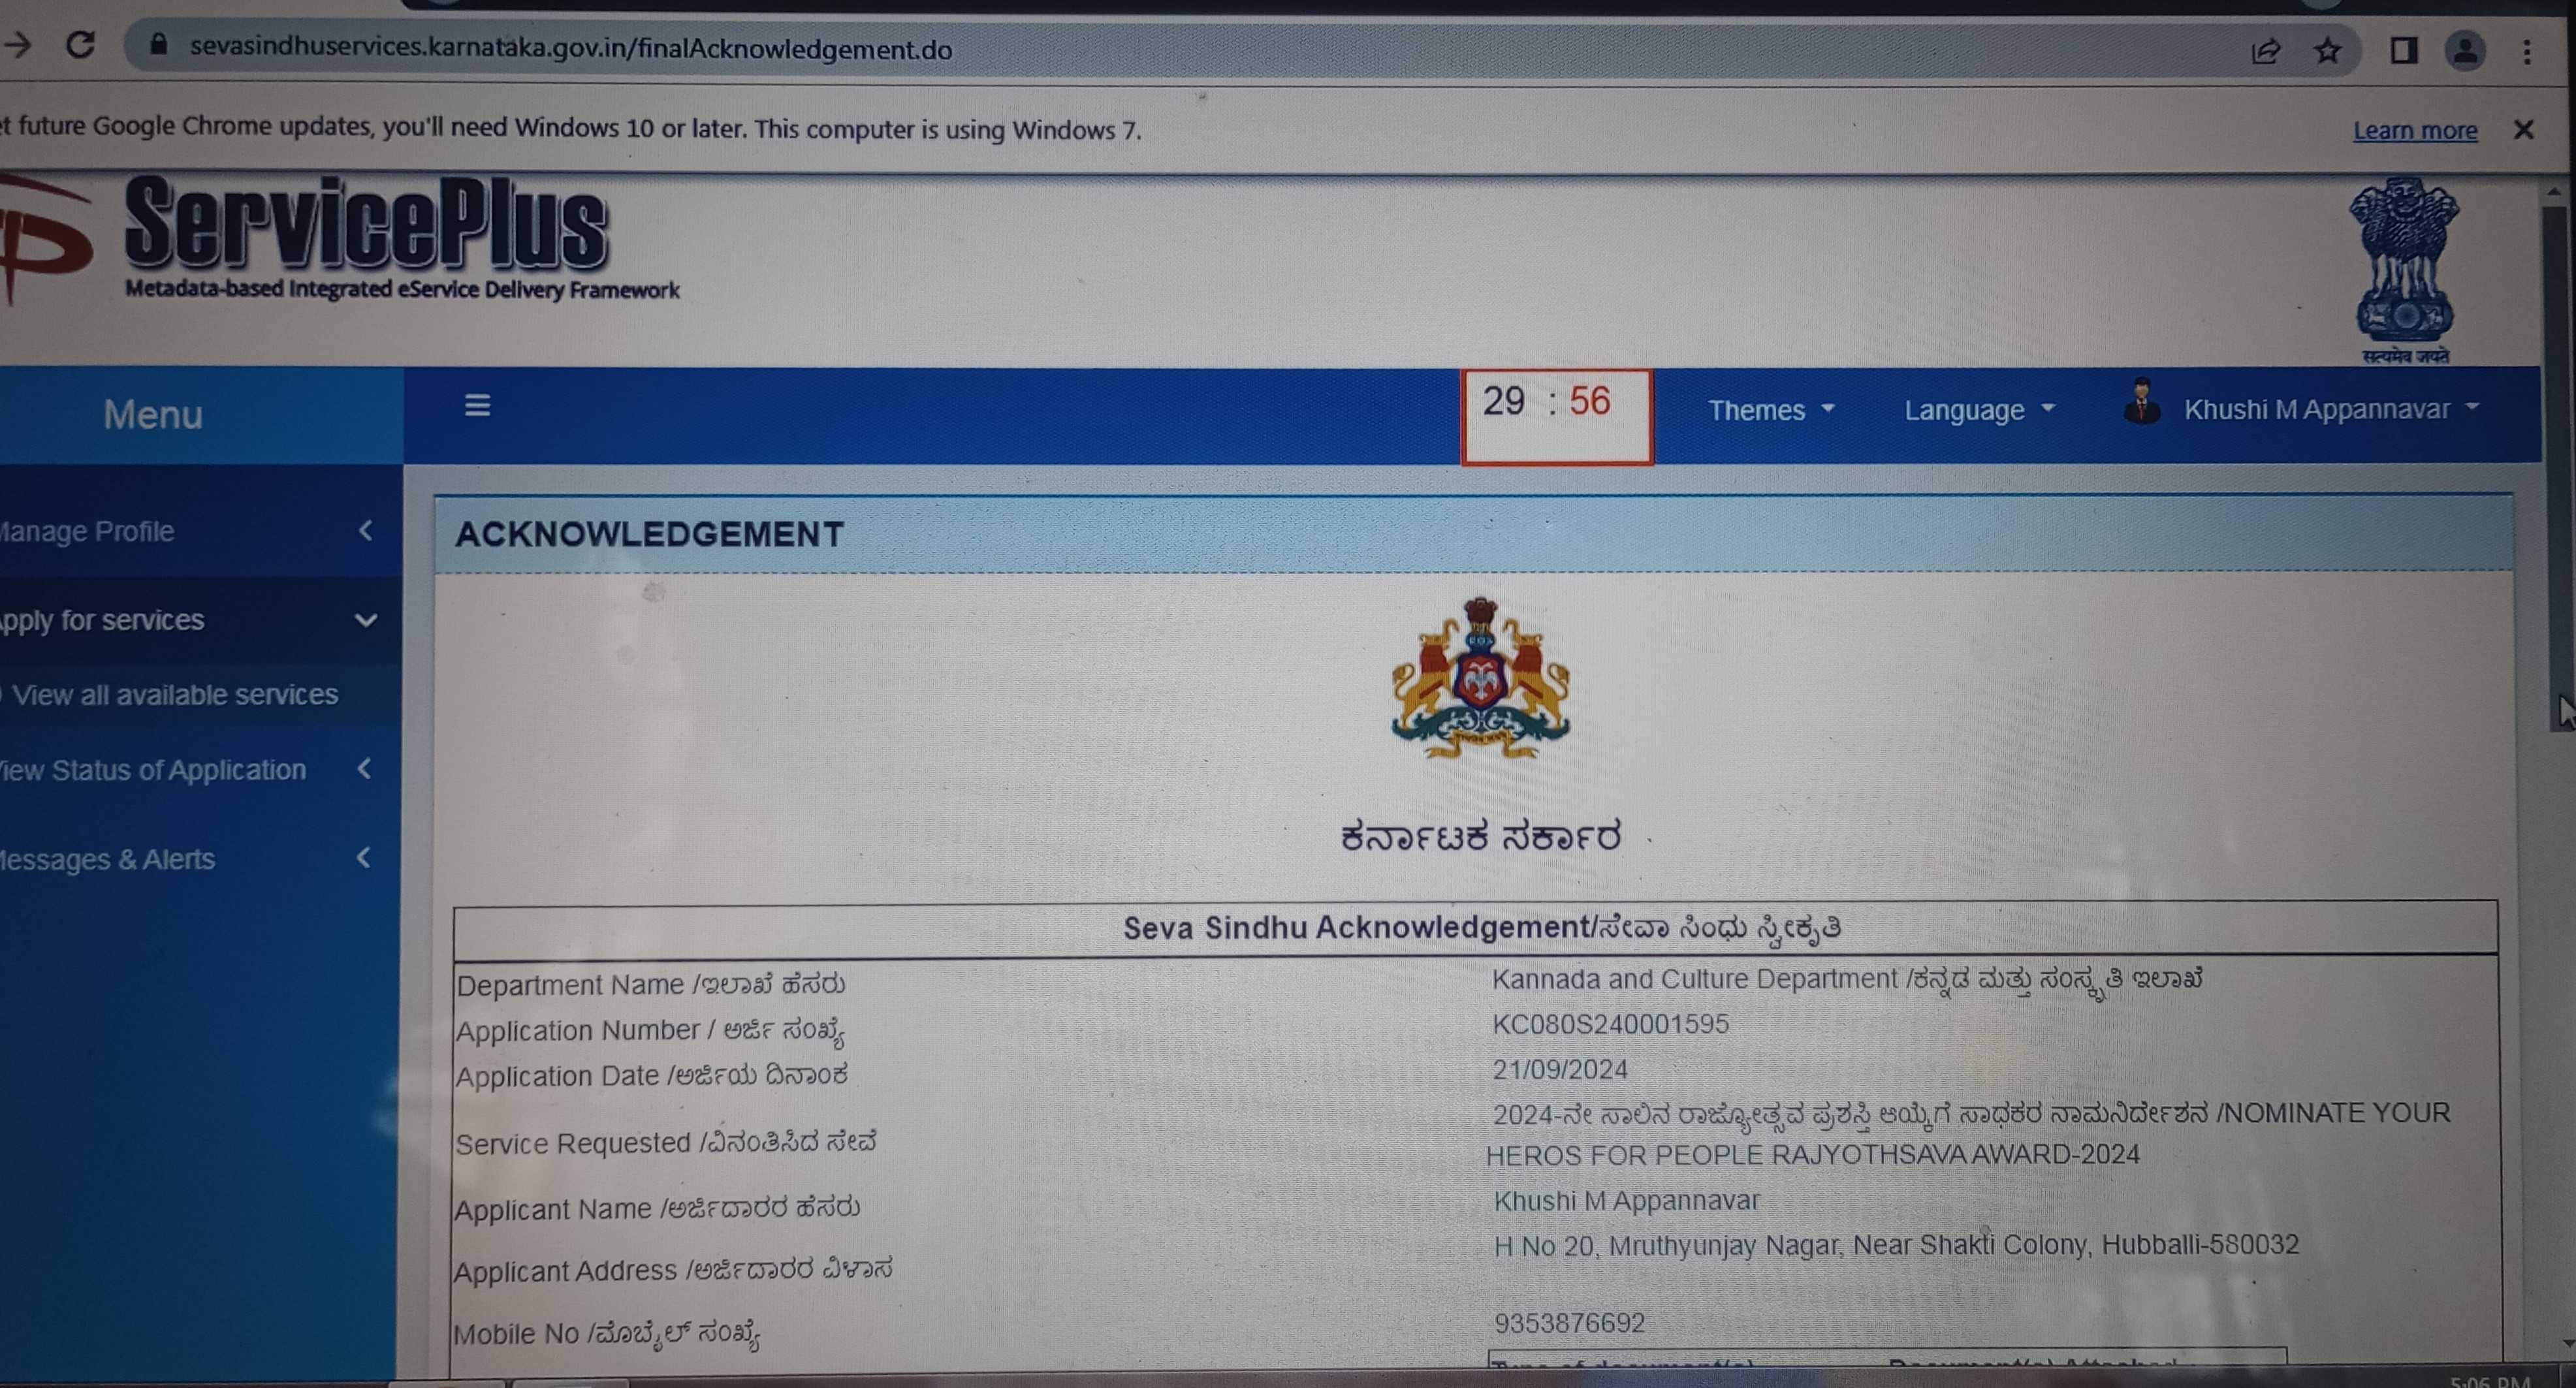 sevasindhuservices.karnataka.gov.in/finalAcknowledgement.do
future Google Chrome updates, you'll need Windows 10 or later. This computer is using Windows 7.
Learn more
ServicePlus
Metadata-based Integrated eService Delivery Framework
सत्यमेव जयते
Menu
29 : 56
Themes
Language
Khushi M Appannavar
Manage Profile
ACKNOWLEDGEMENT
Apply for services
View all available services
View Status of Application
Messages & Alerts
ಕರ್ನಾಟಕ ಸರ್ಕಾರ
Seva Sindhu Acknowledgement/ಸೇವಾ ಸಿಂಧು ಸ್ವೀಕೃತಿ
Department Name /ಇಲಾಖೆ ಹೆಸರು Kannada and Culture Department /ಕನ್ನಡ ಮತ್ತು ಸಂಸ್ಕೃತಿ ಇಲಾಖೆ
Application Number / ಅರ್ಜಿ ಸಂಖ್ಯೆ KC080S240001595
Application Date /ಅರ್ಜಿಯ ದಿನಾಂಕ 21/09/2024
Service Requested /ವಿನಂತಿಸಿದ ಸೇವೆ 2024-ನೇ ಸಾಲಿನ ರಾಜ್ಯೋತ್ಸವ ಪ್ರಶಸ್ತಿ ಆಯ್ಕೆಗೆ ಸಾಧಕರ ನಾಮನಿರ್ದೇಶನ /NOMINATE YOUR
HEROS FOR PEOPLE RAJYOTHSAVA AWARD-2024
Applicant Name /ಅರ್ಜಿದಾರರ ಹೆಸರು Khushi M Appannavar
Applicant Address /ಅರ್ಜಿದಾರರ ವಿಳಾಸ H No 20, Mruthyunjay Nagar, Near Shakti Colony, Hubballi-580032
Mobile No /ಮೊಬೈಲ್ ಸಂಖ್ಯೆ 9353876692
5:06 PM